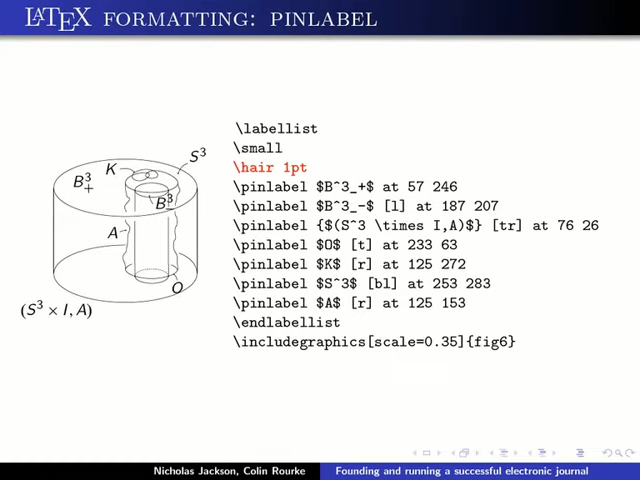 LATEX FORMATTING: PINLABEL
\labellist
\small
\hair 1pt
\pinlabel $B^3_+$ at 57 246
\pinlabel $B^3_-$ [l] at 187 207
\pinlabel {$(S^3 \times I,A)$} [tr] at 76 26
\pinlabel $O$ [t] at 233 63
\pinlabel $K$ [r] at 125 272
\pinlabel $S^3$ [bl] at 253 283
\pinlabel $A$ [r] at 125 153
\endlabellist
\includegraphics[scale=0.35]{fig6}
S³
K
B³₊
B³₋
A
O
(S³ × I, A)
Nicholas Jackson, Colin Rourke Founding and running a successful electronic journal